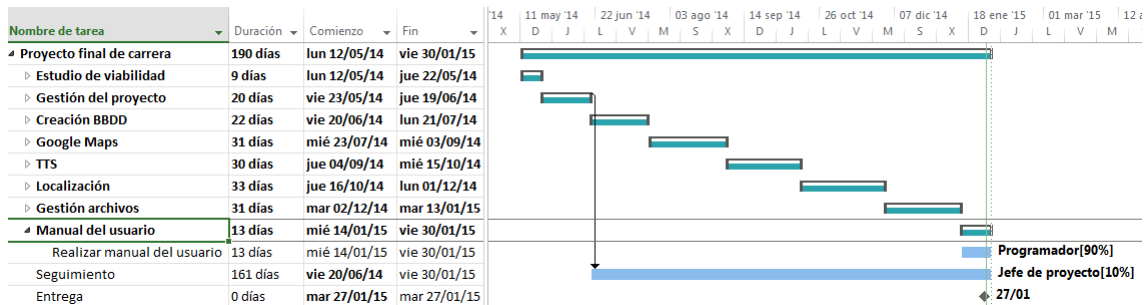 '14 11 may '14 22 jun '14 03 ago '14 14 sep '14 26 oct '14 07 dic '14 18 ene '15 01 mar '15 12
Nombre de tarea Duración Comienzo Fin X D J L V M X D J L V M S X D J L V M
Proyecto final de carrera 190 días lun 12/05/14 vie 30/01/15
Estudio de viabilidad 9 días lun 12/05/14 jue 22/05/14
Gestión del proyecto 20 días vie 23/05/14 jue 19/06/14
Creación BBDD 22 días vie 20/06/14 lun 21/07/14
Google Maps 31 días mié 23/07/14 mié 03/09/14
TTS 30 días jue 04/09/14 mié 15/10/14
Localización 33 días jue 16/10/14 lun 01/12/14
Gestión archivos 31 días mar 02/12/14 mar 13/01/15
Manual del usuario 13 días mié 14/01/15 vie 30/01/15
Realizar manual del usuario 13 días mié 14/01/15 vie 30/01/15 Programador[90%]
Seguimiento 161 días vie 20/06/14 vie 30/01/15 Jefe de proyecto[10%]
Entrega 0 días mar 27/01/15 mar 27/01/15 27/01